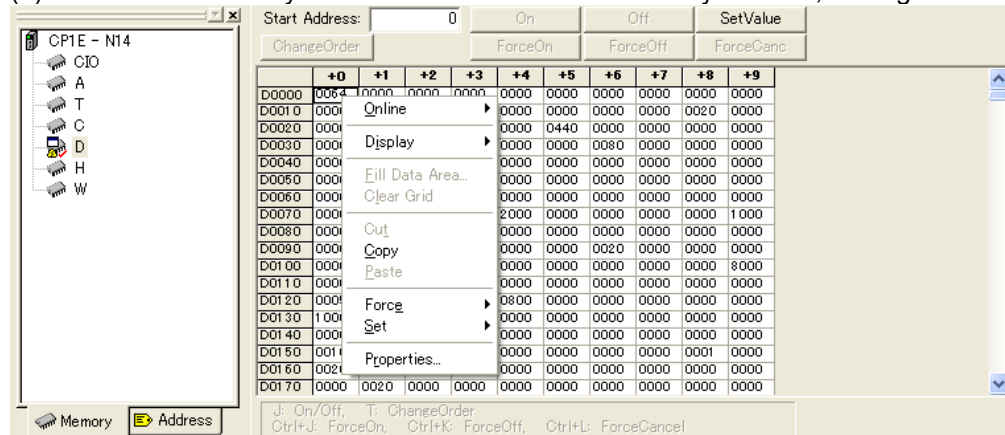 Start Address: 0 On Off SetValue
ChangeOrder ForceOn ForceOff ForceCanc
CP1E - N14
CIO
A
T
C
D
H
W
+0 +1 +2 +3 +4 +5 +6 +7 +8 +9
D0000 0064 0000 0000 0000 0000 0000 0000 0000 0000 0000
D0010 0000 0000 0000 0000 0020 0000
D0020 0000 0440 0000 0000 0000 0000
D0030 0000 0000 0080 0000 0000 0000
D0040 0000 0000 0000 0000 0000 0000
D0050 0000 0000 0000 0000 0000 0000
D0060 0000 0000 0000 0000 0000 0000
D0070 2000 0000 0000 0000 0000 1000
D0080 0000 0000 0000 0000 0000 0000
D0090 0000 0000 0020 0000 0000 0000
D0100 0000 0000 0000 0000 0000 8000
D0110 0000 0000 0000 0000 0000 0000
D0120 0800 0000 0000 0000 0000 0000
D0130 0000 0000 0000 0000 0000 0000
D0140 0000 0000 0000 0000 0000 0000
D0150 0000 0000 0000 0000 0001 0000
D0160 0000 0000 0000 0000 0000 0000
D0170 0000 0020 0000 0000 0000 0000 0000 0000 0000 0000
Online
Display
Fill Data Area...
Clear Grid
Cut
Copy
Paste
Force
Set
Properties...
Memory Address
J: On/Off, T: ChangeOrder
Ctrl+J: ForceOn, Ctrl+K: ForceOff, Ctrl+L: ForceCancel